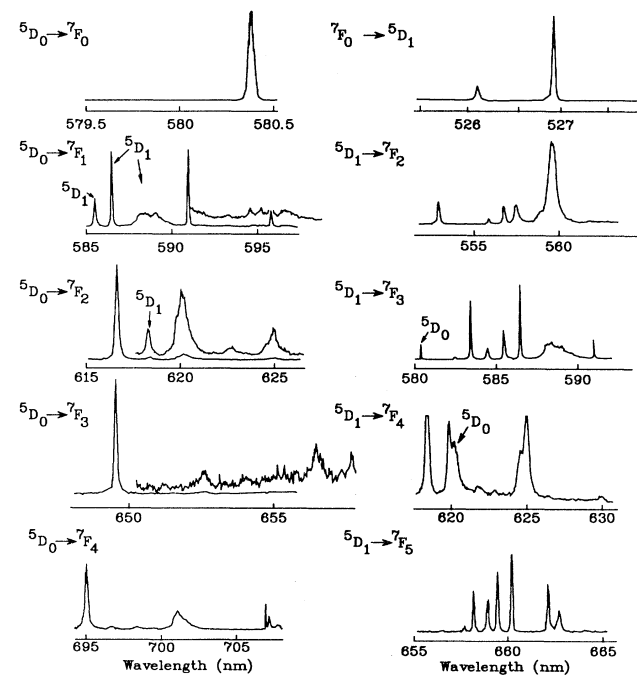 ⁵D₀→⁷F₀
579.5 580 580.5
⁷F₀ →⁵D₁
526 527
⁵D₀→⁷F₁
⁵D₁
⁵D₁
585 590 595
⁵D₁→⁷F₂
555 560
⁵D₀→⁷F₂
⁵D₁
615 620 625
⁵D₁→⁷F₃
⁵D₀
580 585 590
⁵D₀→⁷F₃
650 655
⁵D₁→⁷F₄
⁵D₀
620 625 630
⁵D₀→⁷F₄
695 700 705
Wavelength (nm)
⁵D₁→⁷F₅
655 660 665
Wavelength (nm)